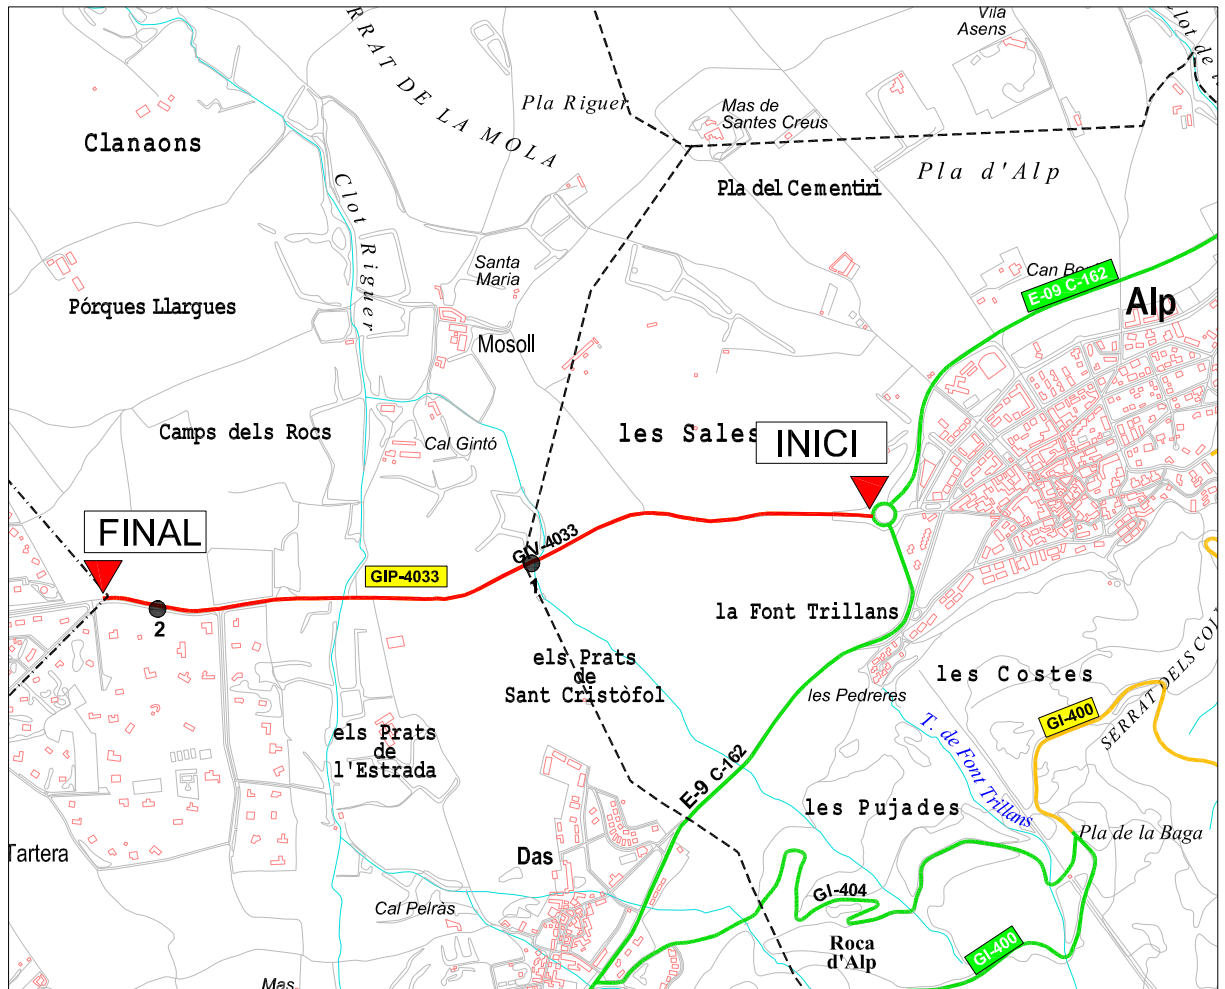 Vila
Asens
RRAT DE LA MOLA
Pla Riguer
Mas de
Santes Creus
Clot de
Clanaons
Pla d'Alp
Pla del Cementiri
Clot Riguer
Santa
Maria
Can Bo
E-09 C-162
Alp
Pórques Llargues
Mosoll
Camps dels Rocs
Cal Gintó
les Sales
INICI
FINAL
GIV-4033
GIP-4033
1
2
la Font Trillans
els Prats
de
Sant Cristòfol
les Costes
les Pedreres
SERRAT DELS COL
GI-400
T. de Font Trillans
els Prats
de
l'Estrada
E-9 C-162
les Pujades
Pla de la Baga
Tartera
Das
GI-404
Cal Pelràs
Roca
d'Alp
GI-400
Mas